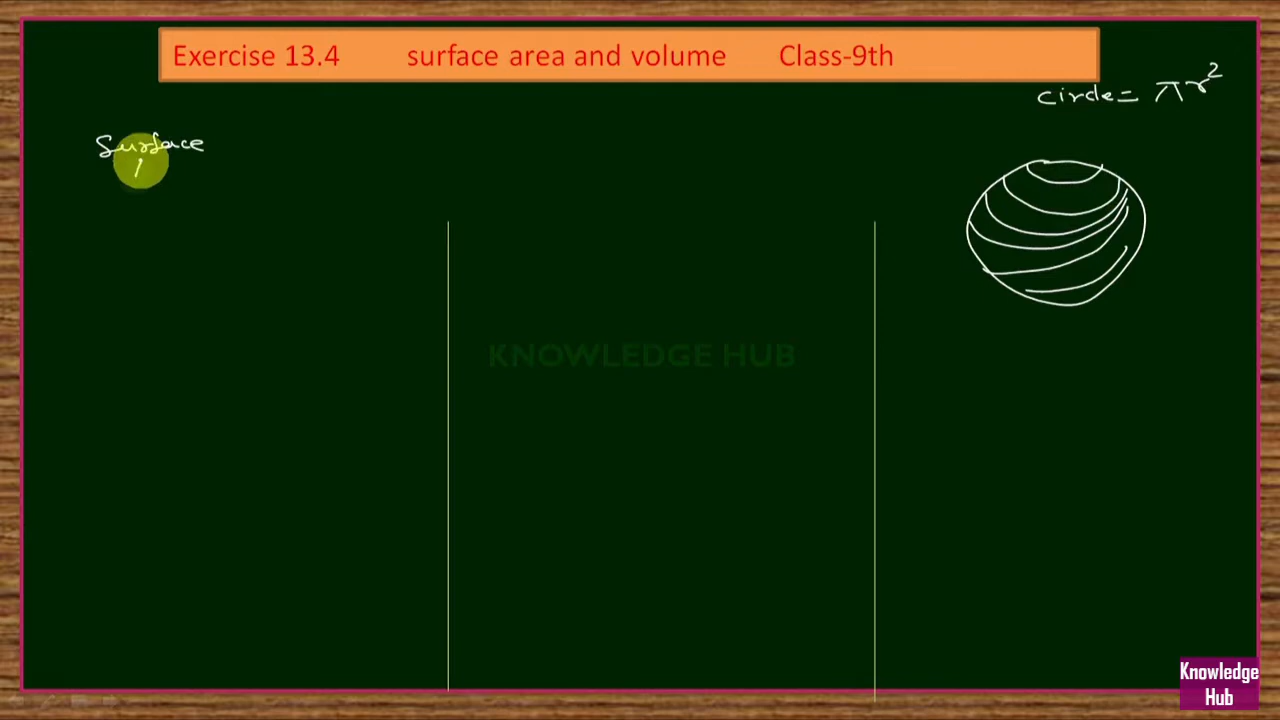 Exercise 13.4 surface area and volume Class-9th
circle = πr²
Surface
KNOWLEDGE HUB
Knowledge
Hub